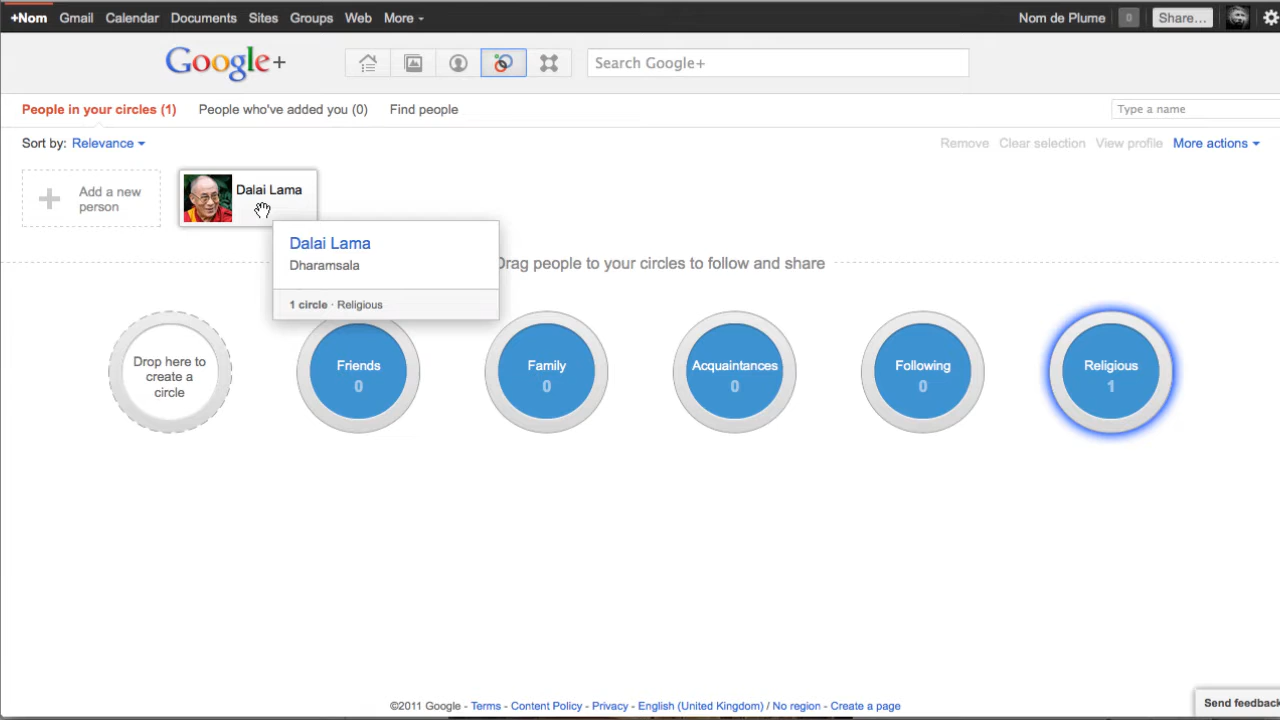 +Nom Gmail Calendar Documents Sites Groups Web More Nom de Plume 0 Share...
Google+ Search Google+
People in your circles (1) People who've added you (0) Find people Type a name
Sort by: Relevance Remove Clear selection View profile More actions
Add a new
person
Dalai Lama
Dalai Lama
Dharamsala
1 circle · Religious
Drag people to your circles to follow and share
Drop here to
create a
circle
Friends
0
Family
0
Acquaintances
0
Following
0
Religious
1
Send feedback
©2011 Google - Terms - Content Policy - Privacy - English (United Kingdom) / No region - Create a page